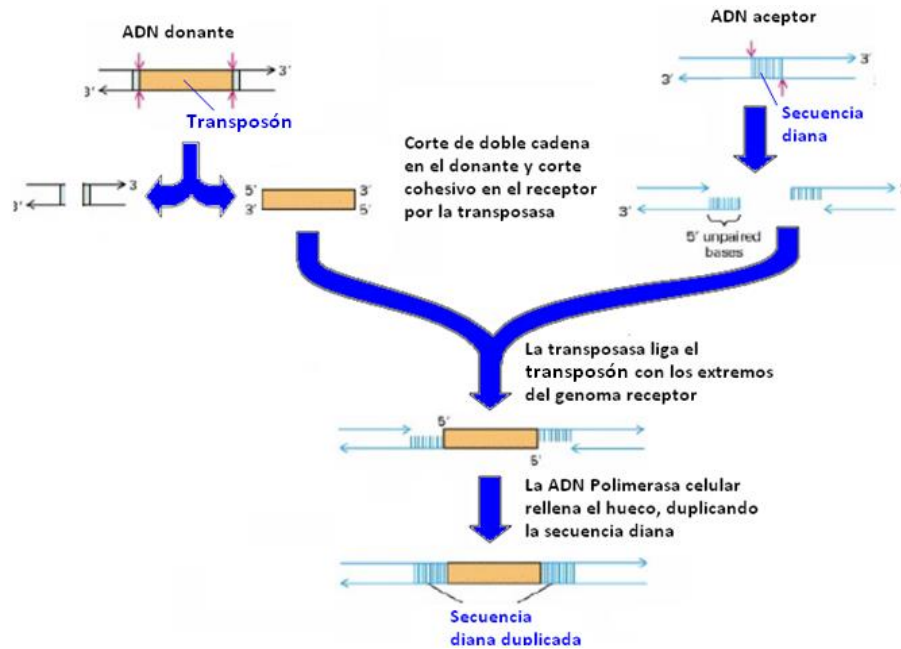 ADN donante
3'
3'
Transposón
ADN aceptor
3'
3'
Secuencia
diana
Corte de doble cadena
en el donante y corte
cohesivo en el receptor
por la transposasa
3'
3'
5'
3'
3'
5'
3'
3'
5' unpaired
bases
La transposasa liga el
transposón con los extremos
del genoma receptor
5'
5'
La ADN Polimerasa celular
rellena el hueco, duplicando
la secuencia diana
Secuencia
diana duplicada